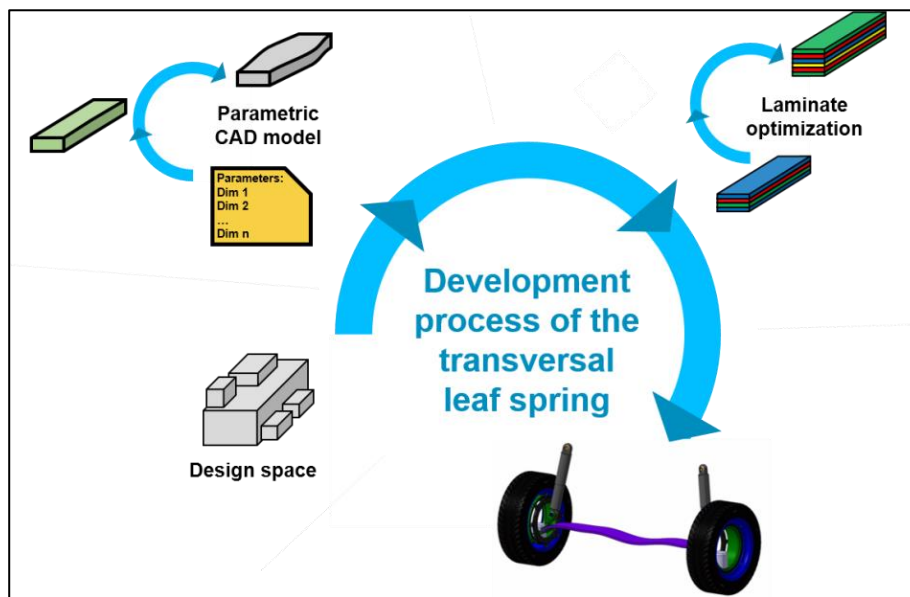 Parametric
CAD model
Parameters:
Dim 1
Dim 2
...
Dim n
Laminate
optimization
Development
process of the
transversal
leaf spring
Design space